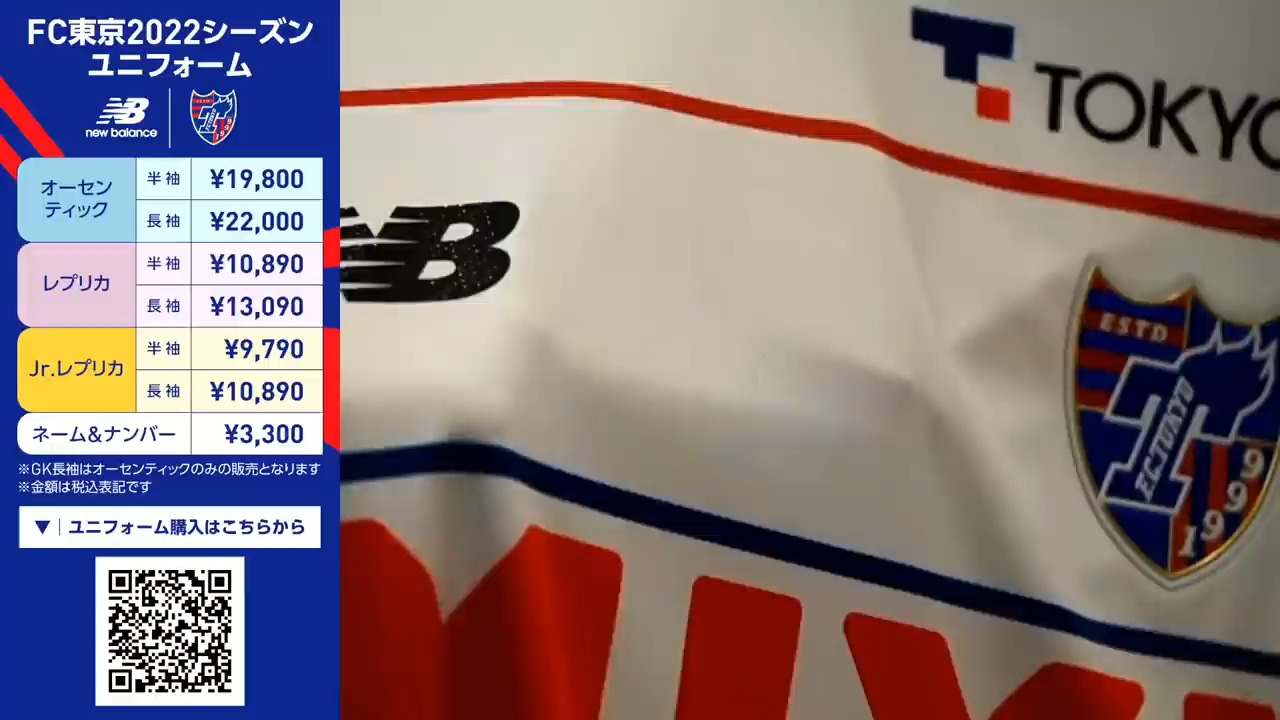 FC東京2022シーズン
ユニフォーム
NB
new balance
オーセン
ティック
半袖 ¥19,800
長袖 ¥22,000
レプリカ
半袖 ¥10,890
長袖 ¥13,090
Jr.レプリカ
半袖 ¥9,790
長袖 ¥10,890
ネーム&ナンバー ¥3,300
※GK長袖はオーセンティックのみの販売となります
※金額は税込表記です
▼｜ユニフォーム購入はこちらから
TOKYO
NB
ESTD
F.C.TOKYO
1999
MIX